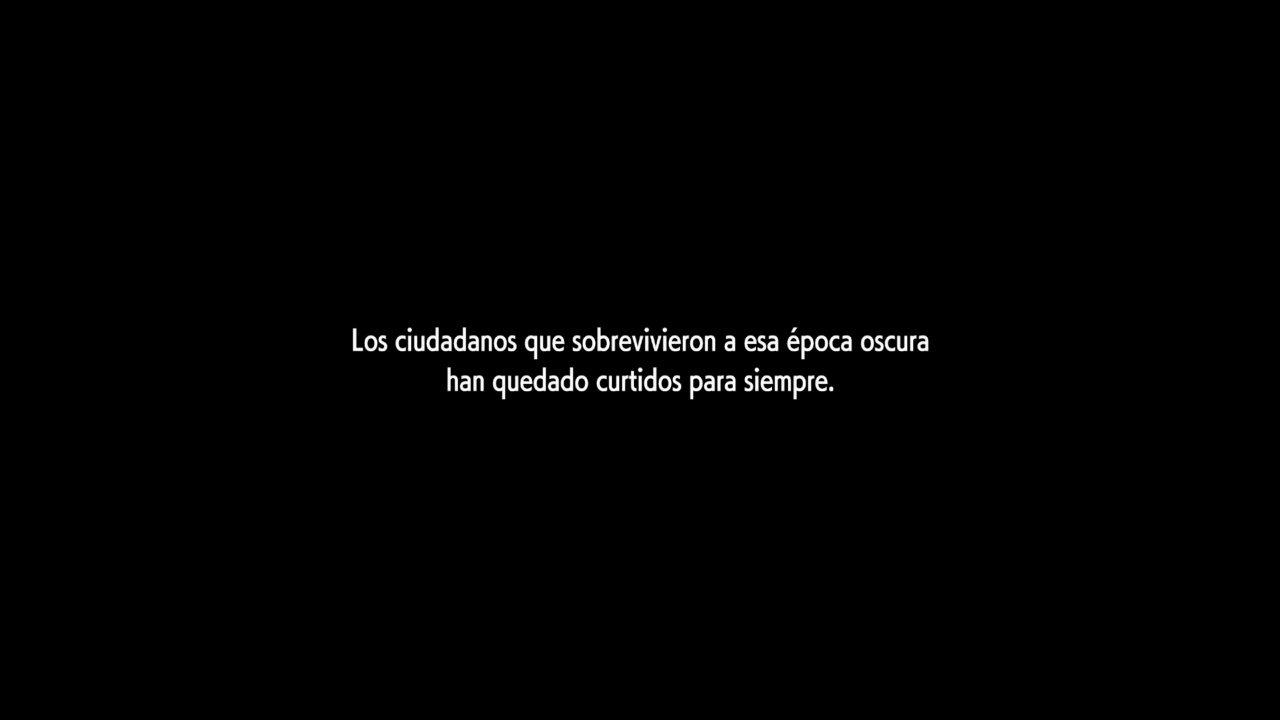 Los ciudadanos que sobrevivieron a esa época oscura
han quedado curtidos para siempre.